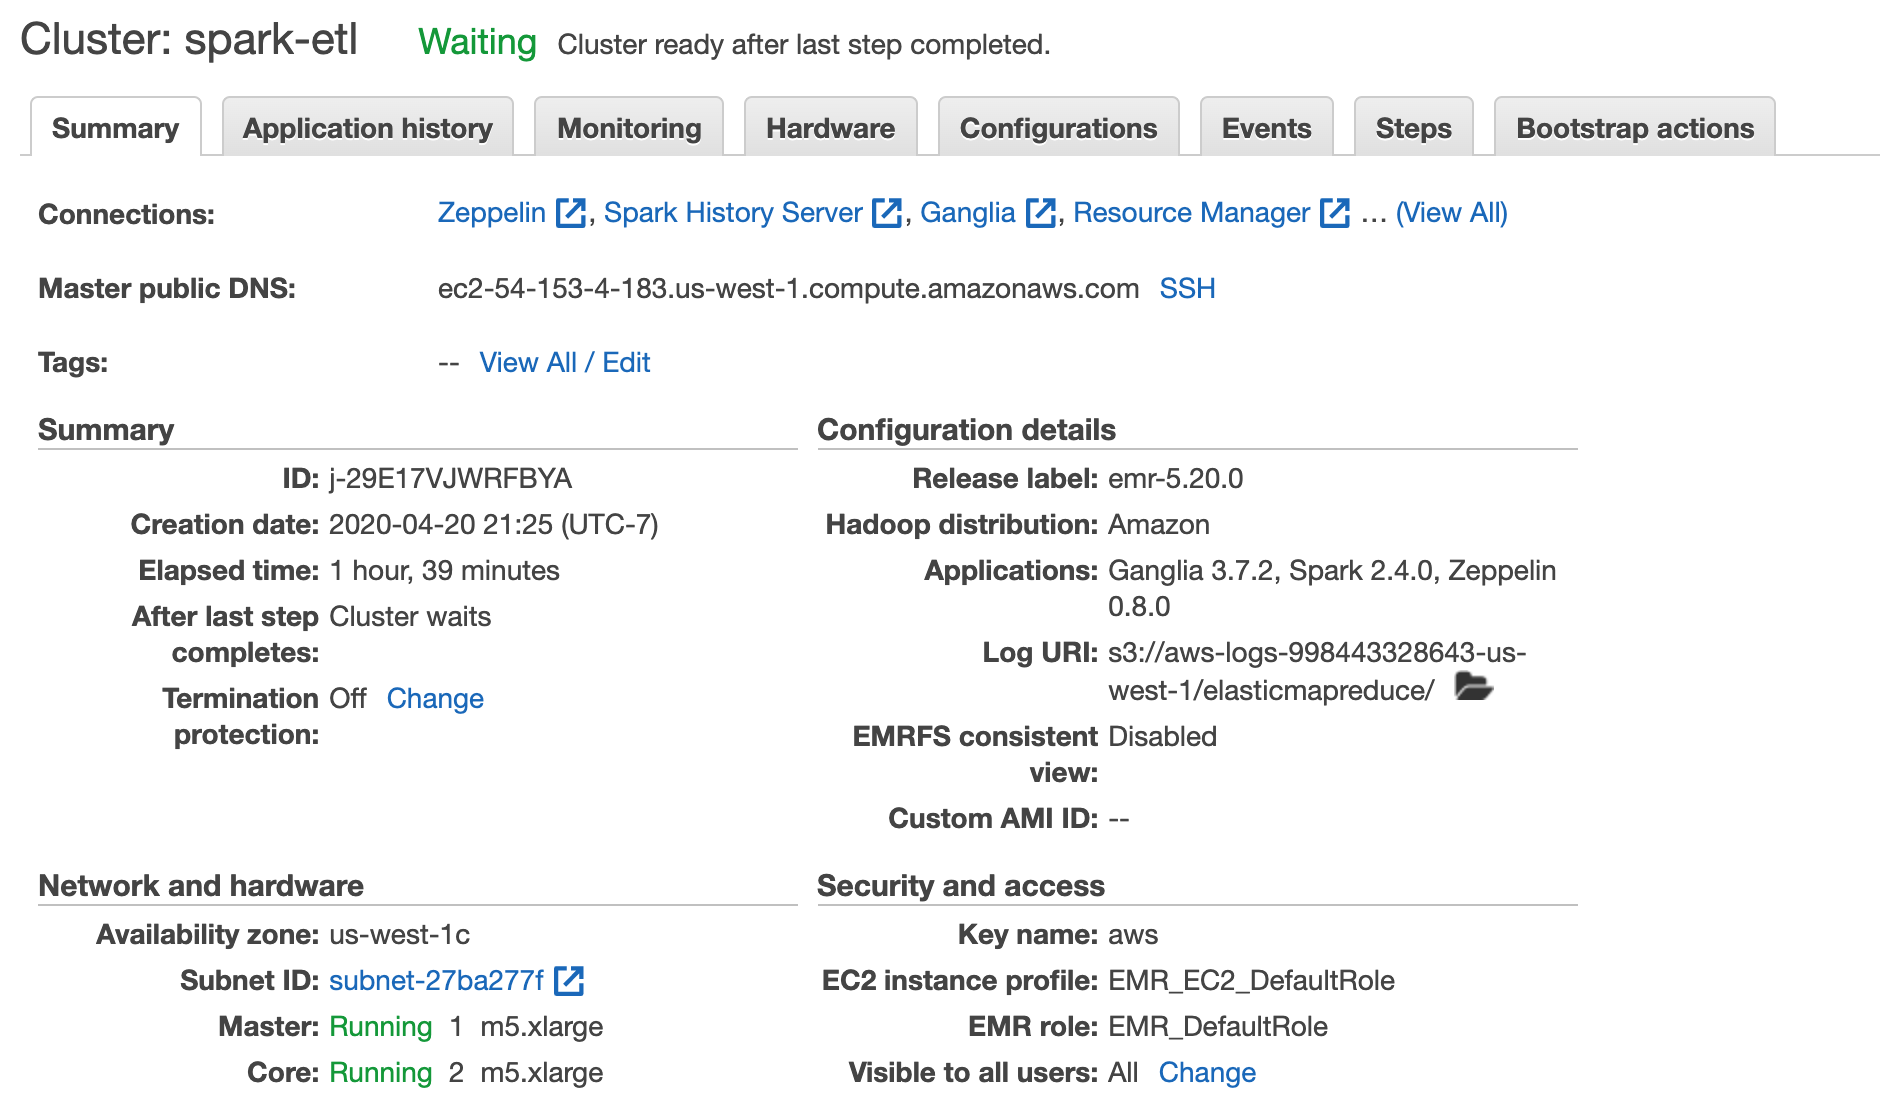 Cluster: spark-etl Waiting Cluster ready after last step completed.
Summary Application history Monitoring Hardware Configurations Events Steps Bootstrap actions
Connections: Zeppelin , Spark History Server , Ganglia , Resource Manager ... (View All)
Master public DNS: ec2-54-153-4-183.us-west-1.compute.amazonaws.com SSH
Tags: -- View All / Edit
Summary
ID: j-29E17VJWRFBYA
Creation date: 2020-04-20 21:25 (UTC-7)
Elapsed time: 1 hour, 39 minutes
After last step Cluster waits
completes:
Termination Off Change
protection:
Configuration details
Release label: emr-5.20.0
Hadoop distribution: Amazon
Applications: Ganglia 3.7.2, Spark 2.4.0, Zeppelin
0.8.0
Log URI: s3://aws-logs-998443328643-us-
west-1/elasticmapreduce/
EMRFS consistent Disabled
view:
Custom AMI ID: --
Network and hardware
Availability zone: us-west-1c
Subnet ID: subnet-27ba277f
Master: Running 1 m5.xlarge
Core: Running 2 m5.xlarge
Security and access
Key name: aws
EC2 instance profile: EMR_EC2_DefaultRole
EMR role: EMR_DefaultRole
Visible to all users: All Change